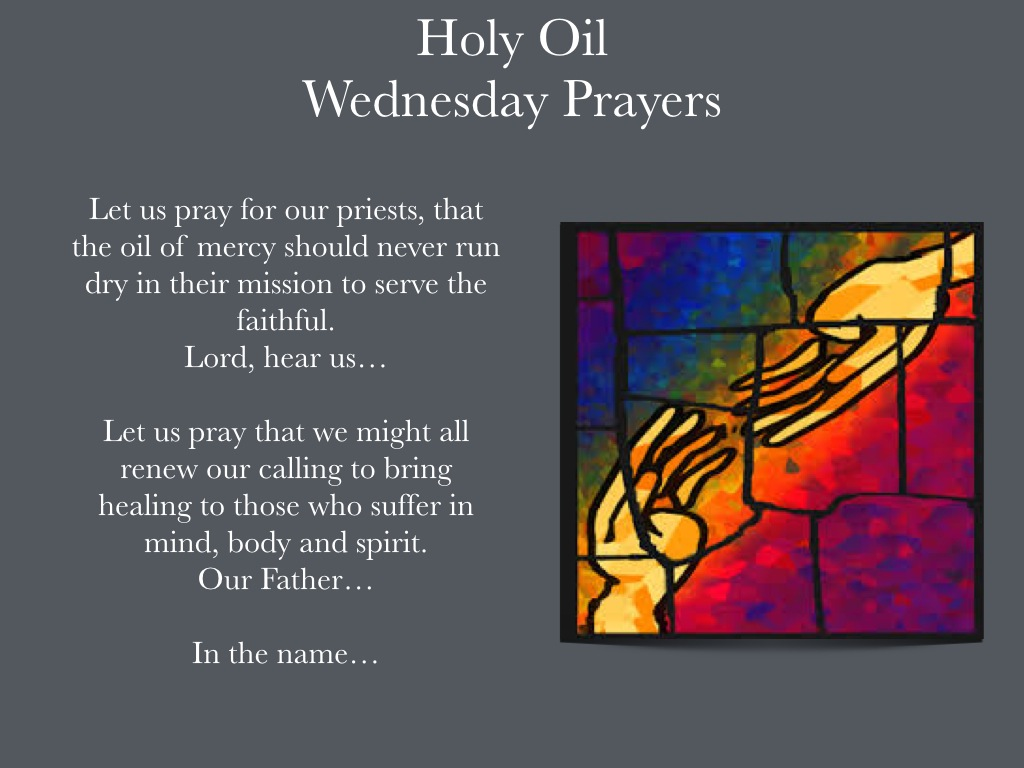 Holy Oil
Wednesday Prayers
Let us pray for our priests, that
the oil of mercy should never run
dry in their mission to serve the
faithful.
Lord, hear us…
Let us pray that we might all
renew our calling to bring
healing to those who suffer in
mind, body and spirit.
Our Father…
In the name…